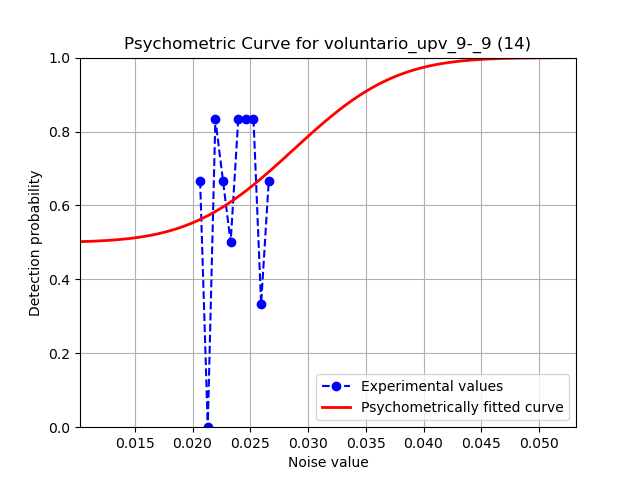 Psychometric Curve for voluntario_upv_9-_9 (14)
1.0
0.8
0.6
0.4
0.2
0.0
Detection probability
Experimental values
Psychometrically fitted curve
0.015 0.020 0.025 0.030 0.035 0.040 0.045 0.050
Noise value